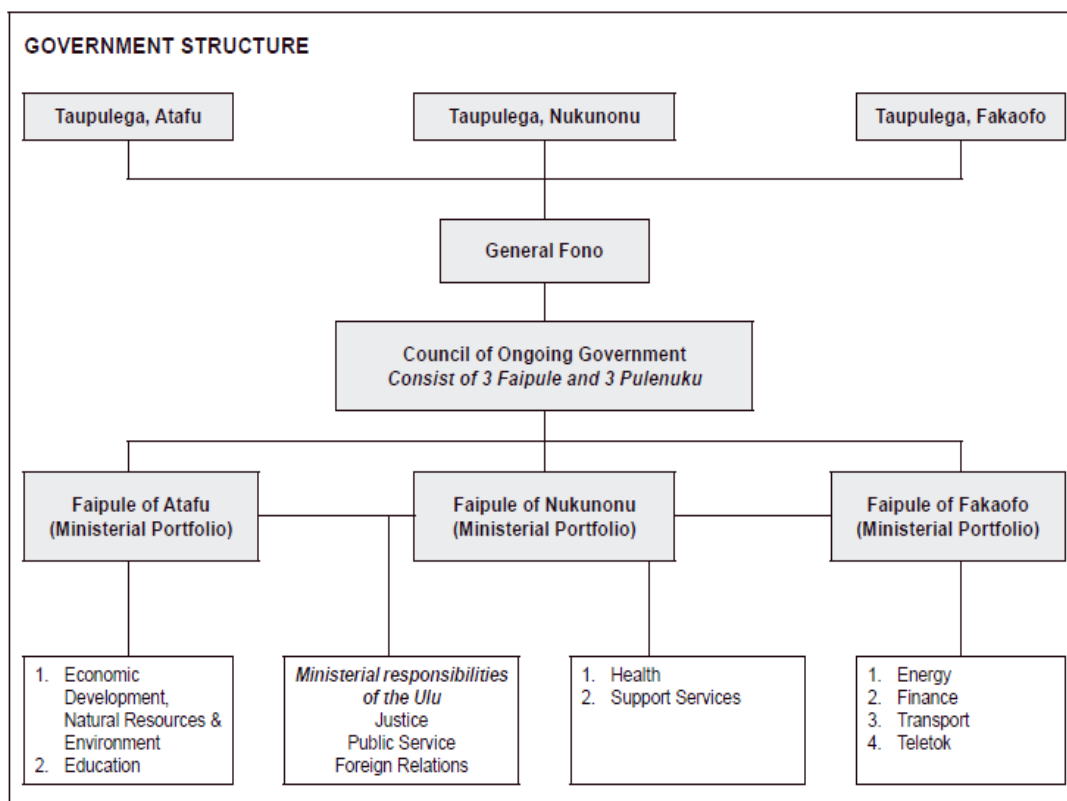 GOVERNMENT STRUCTURE
Taupulega, Atafu
Taupulega, Nukunonu
Taupulega, Fakaofo
General Fono
Council of Ongoing Government
Consist of 3 Faipule and 3 Pulenuku
Faipule of Atafu
(Ministerial Portfolio)
Faipule of Nukunonu
(Ministerial Portfolio)
Faipule of Fakaofo
(Ministerial Portfolio)
1. Economic
Development,
Natural Resources &
Environment
2. Education
Ministerial responsibilities
of the Ulu
Justice
Public Service
Foreign Relations
1. Health
2. Support Services
1. Energy
2. Finance
3. Transport
4. Teletok